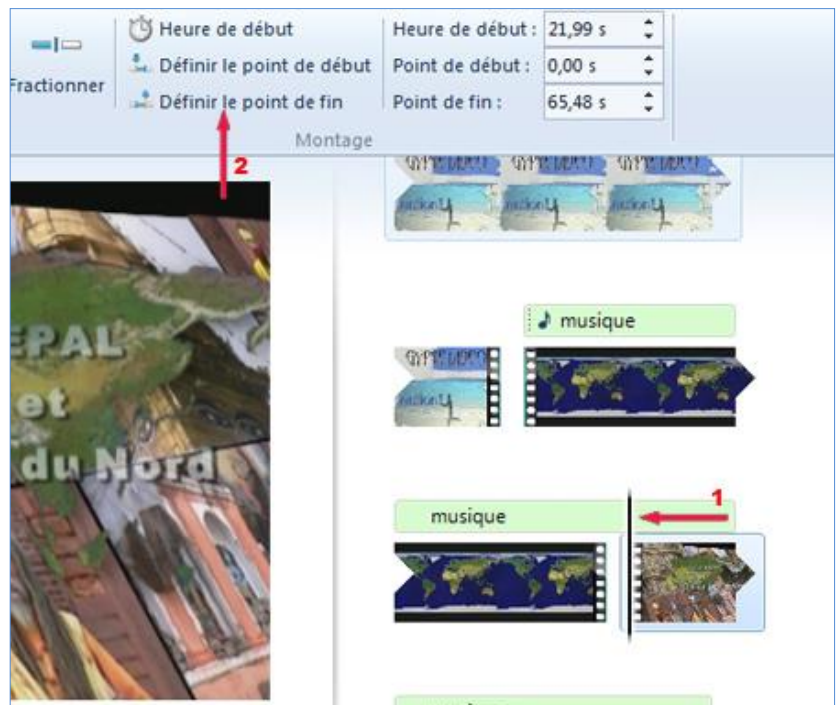 Heure de début
Heure de début : 21,99 s
Fractionner
Définir le point de début
Point de début : 0,00 s
Définir le point de fin
Point de fin : 65,48 s
Montage
2
musique
EPAL
et
du Nord
1
musique